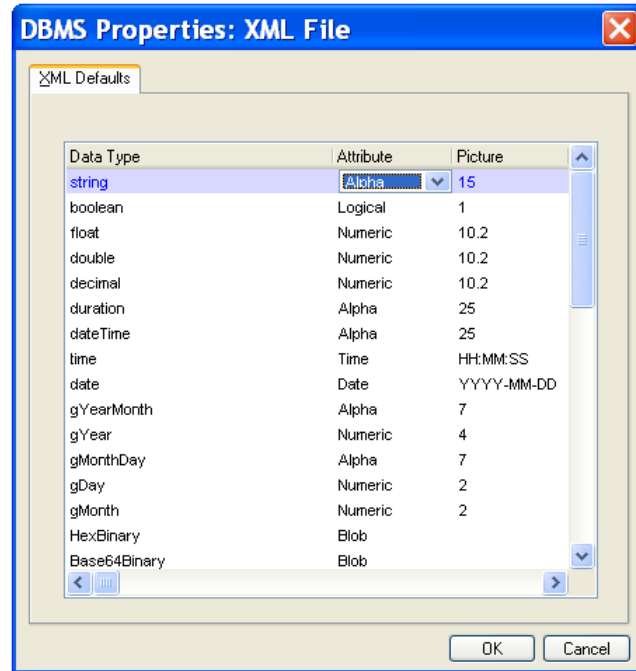 DBMS Properties: XML File
XML Defaults
Data Type Attribute Picture
string Alpha 15
boolean Logical 1
float Numeric 10.2
double Numeric 10.2
decimal Numeric 10.2
duration Alpha 25
dateTime Alpha 25
time Time HH:MM:SS
date Date YYYY-MM-DD
gYearMonth Alpha 7
gYear Numeric 4
gMonthDay Alpha 7
gDay Numeric 2
gMonth Numeric 2
HexBinary Blob
Base64Binary Blob
OK Cancel